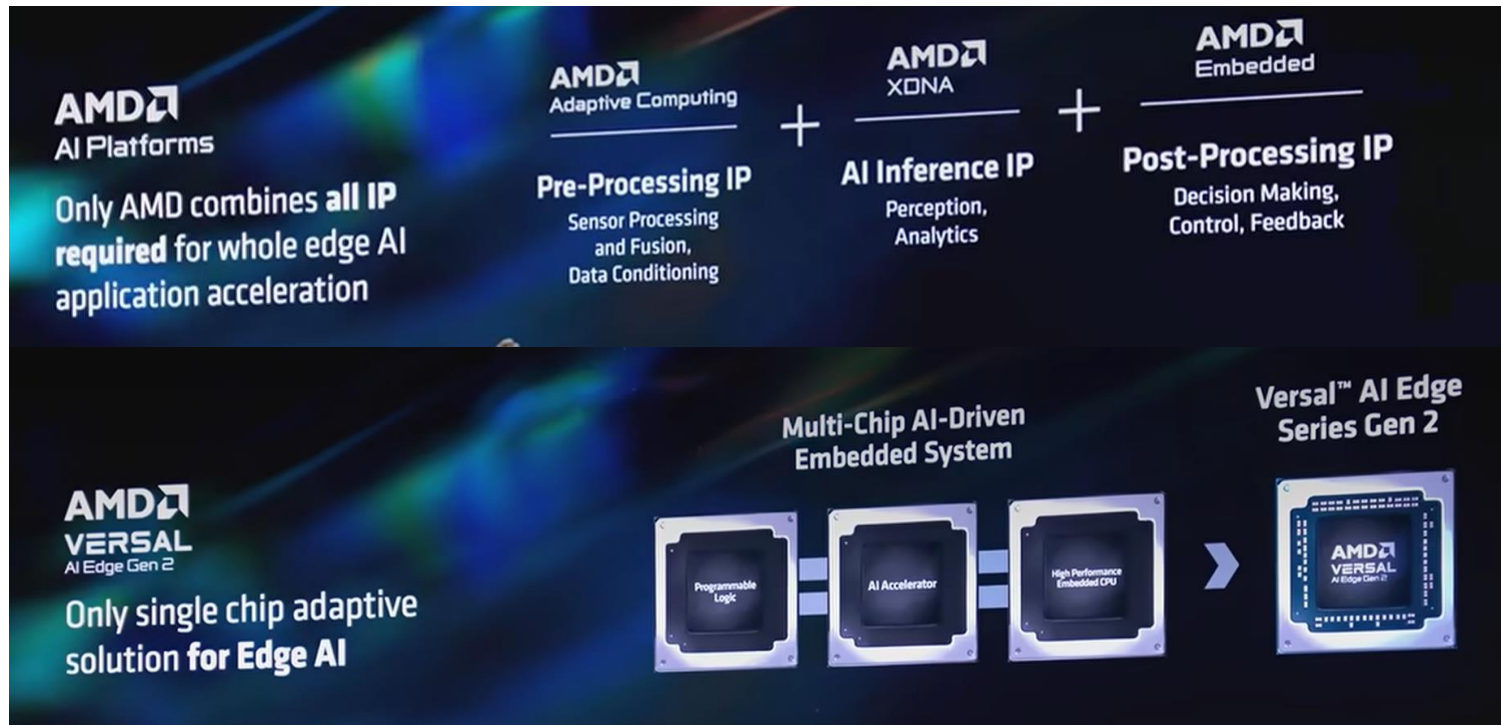 AMD
AI Platforms
Only AMD combines all IP
required for whole edge AI
application acceleration
AMD
Adaptive Computing
Pre-Processing IP
Sensor Processing
and Fusion,
Data Conditioning
+
AMD
XDNA
AI Inference IP
Perception,
Analytics
+
AMD
Embedded
Post-Processing IP
Decision Making,
Control, Feedback
AMD
VERSAL
AI Edge Gen 2
Only single chip adaptive
solution for Edge AI
Multi-Chip AI-Driven
Embedded System
Programmable
Logic
AI Accelerator
High Performance
Embedded CPU
Versal™ AI Edge
Series Gen 2
AMD
VERSAL
AI Edge Gen 2